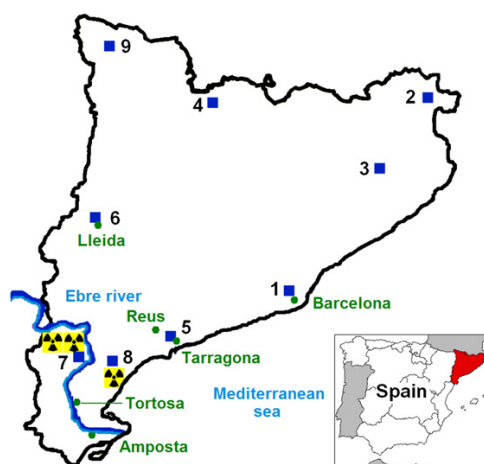 9
4
2
3
6
Lleida
Ebre river
1
Barcelona
Reus
5
Tarragona
7
8
Mediterranean
sea
Tortosa
Amposta
Spain